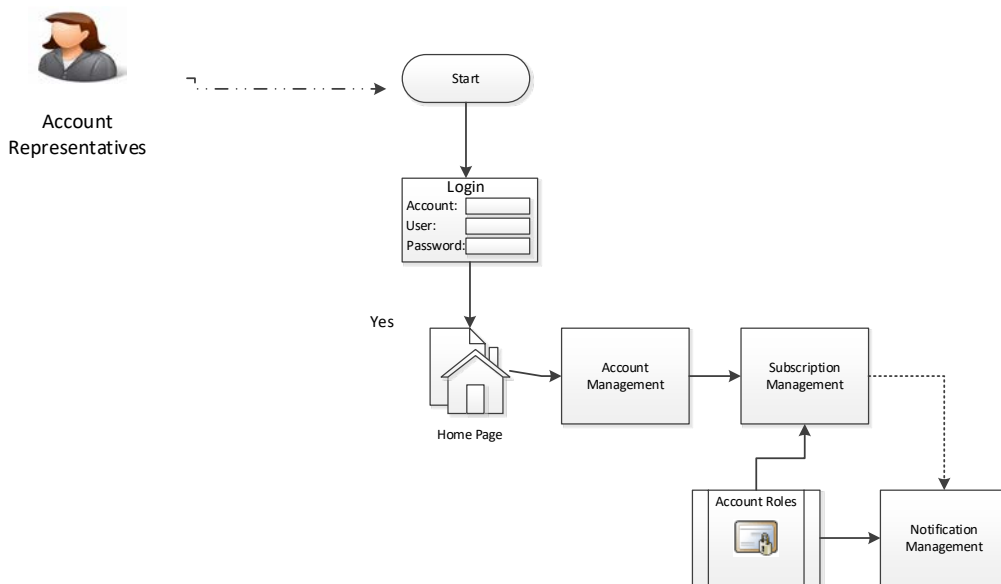 Account
Representatives
Start
Login
Account:
User:
Password:
Yes
Home Page
Account
Management
Subscription
Management
Account Roles
Notification
Management